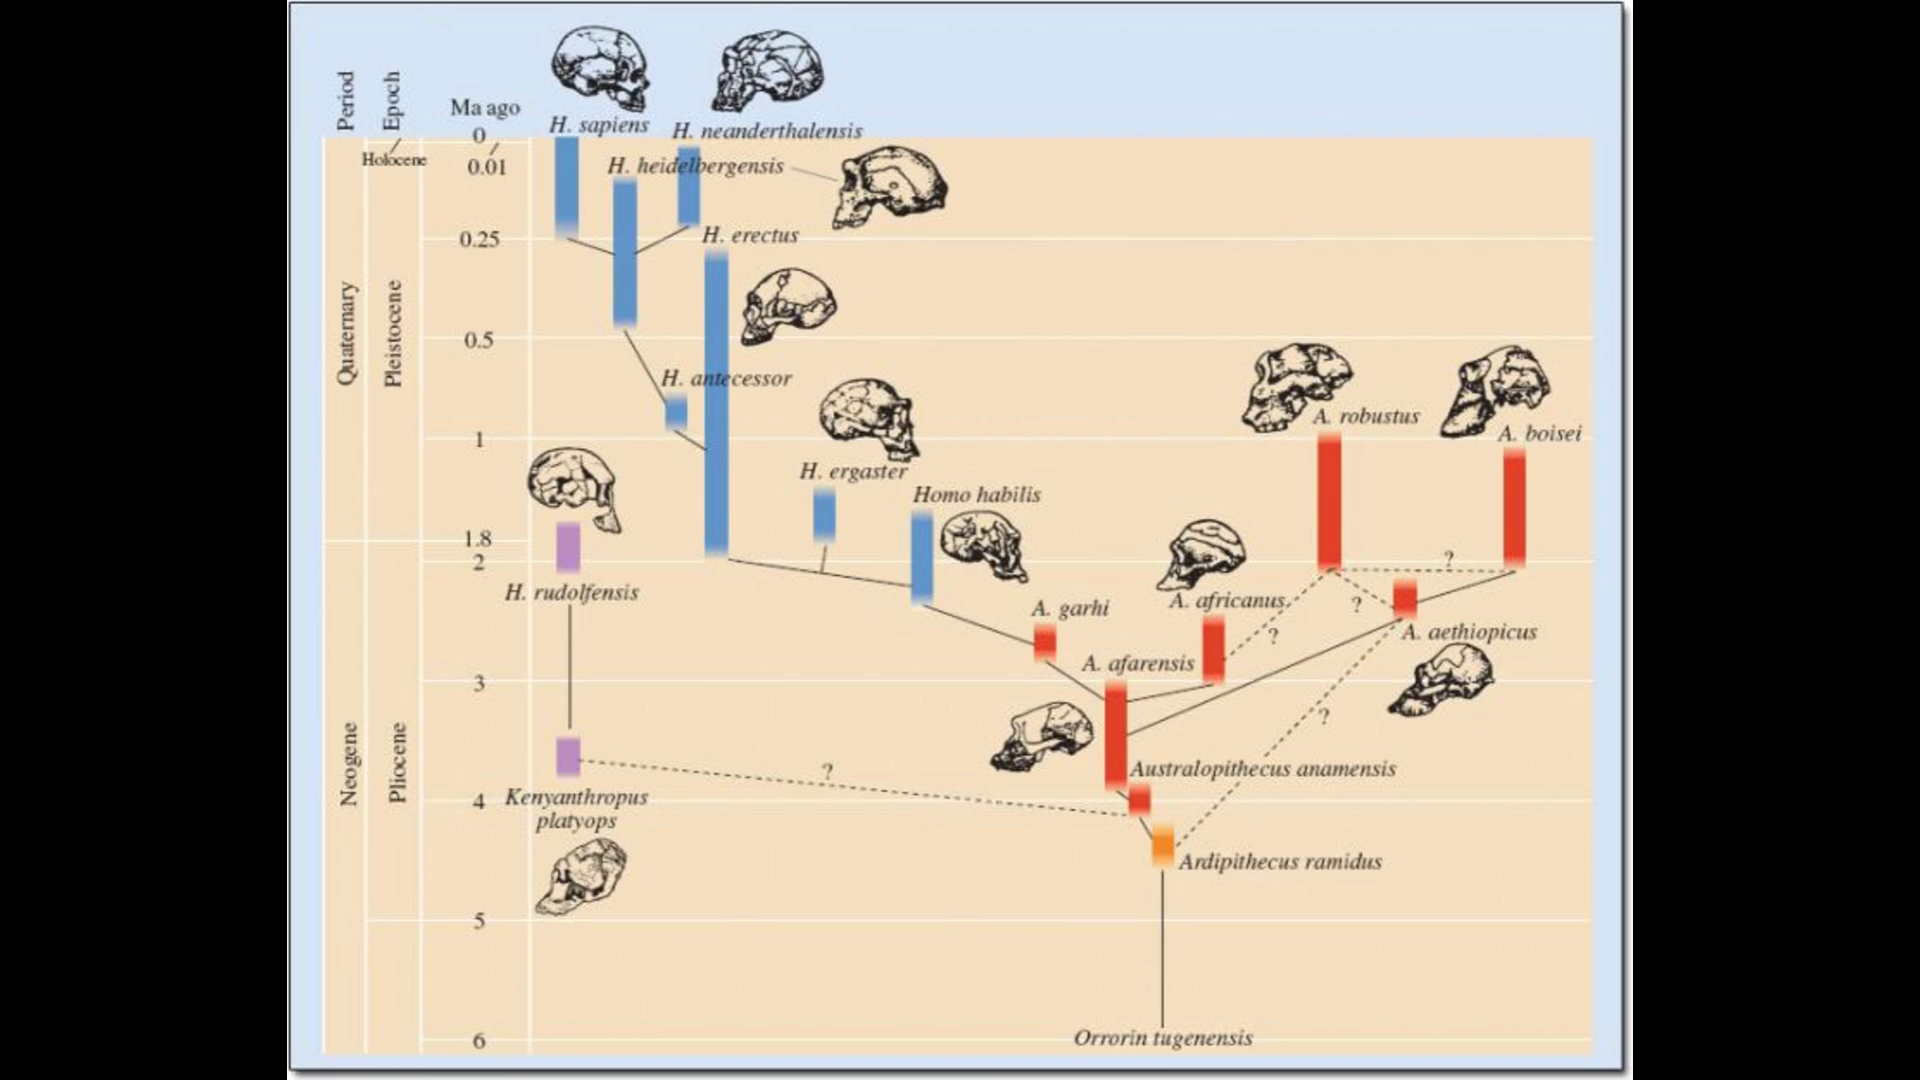 Period
Epoch
Ma ago
0
Holocene
0.01
0.25
0.5
1
1.8
2
3
4
5
6
Quaternary
Pleistocene
Neogene
Pliocene
H. sapiens
H. neanderthalensis
H. heidelbergensis
H. erectus
H. antecessor
H. ergaster
Homo habilis
A. robustus
A. boisei
H. rudolfensis
A. garhi
A. africanus
?
?
?
A. aethiopicus
A. afarensis
?
Australopithecus anamensis
?
Kenyanthropus
platyops
Ardipithecus ramidus
Orrorin tugenensis